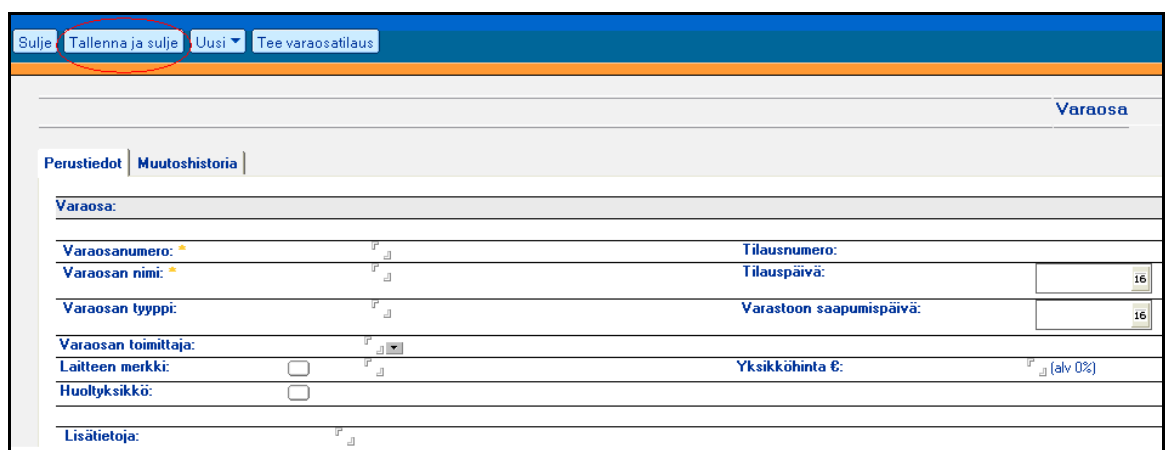 Sulje Tallenna ja sulje Uusi Tee varaosatilaus
Varaosa
Perustiedot Muutoshistoria
Varaosa:
Varaosanumero: * Tilausnumero:
Varaosan nimi: * Tilauspäivä: 16
Varaosan tyyppi: Varastoon saapumispäivä: 16
Varaosan toimittaja:
Laitteen merkki: Yksikköhinta €: (alv 0%)
Huoltyksikkö:
Lisätietoja: